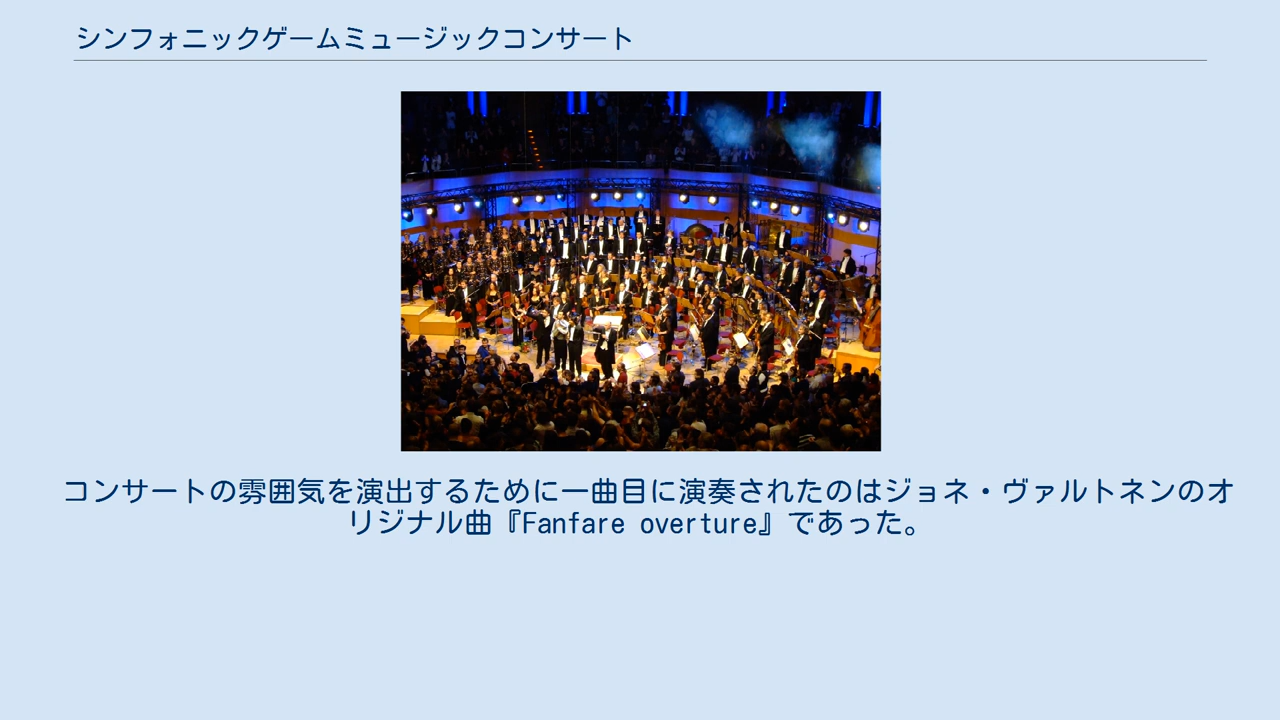 シンフォニックゲームミュージックコンサート
コンサートの雰囲気を演出するために一曲目に演奏されたのはジョネ・ヴァルトネンのオ
リジナル曲『Fanfare overture』であった。